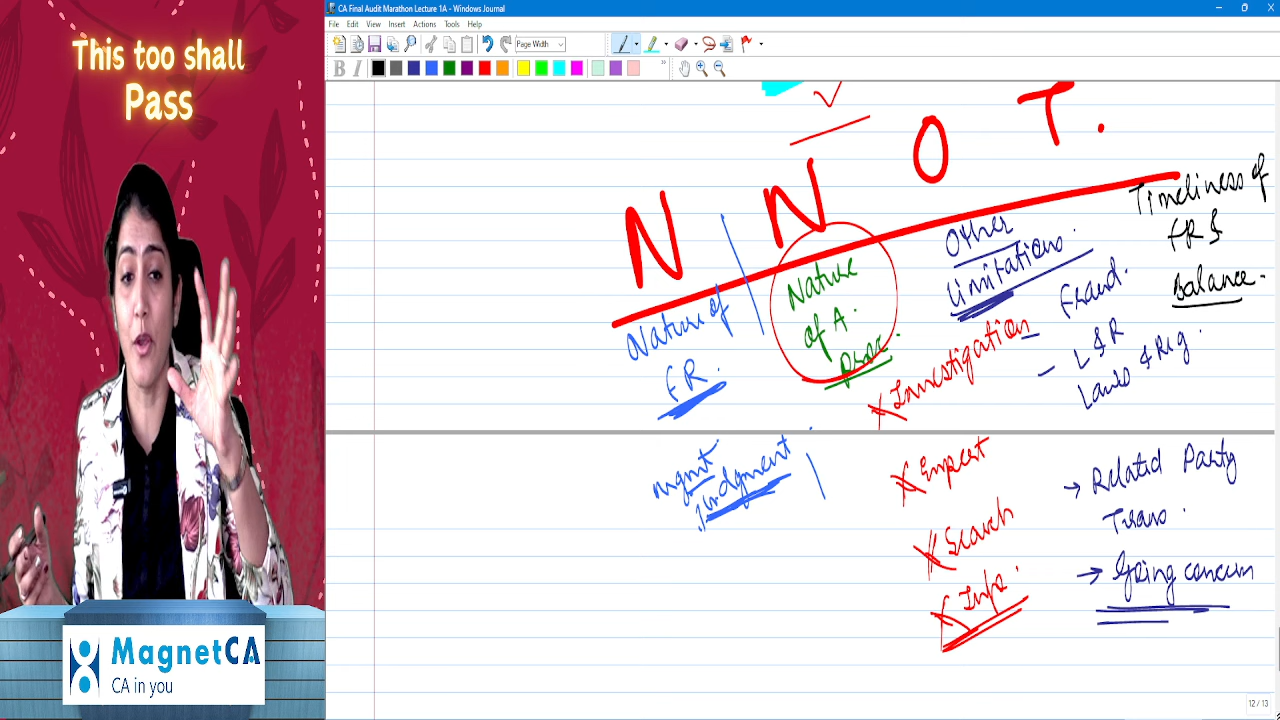 This too shall
Pass
MagnetCA
CA in you
CA Final Audit Marathon Lecture 1A - Windows Journal
File Edit View Insert Actions Tools Help
Page Width
B I
N N O T.
Nature of
FR.
mgmt
Judgment
Nature
of A.
proc.
Other
limitations.
- Fraud.
- L & R
Laws & Reg.
→ Related Party
Trans.
→ Going concern
Timeliness of
FR &
Balance.
x Investigation
x Expert
x Search
x Info.
12 / 13